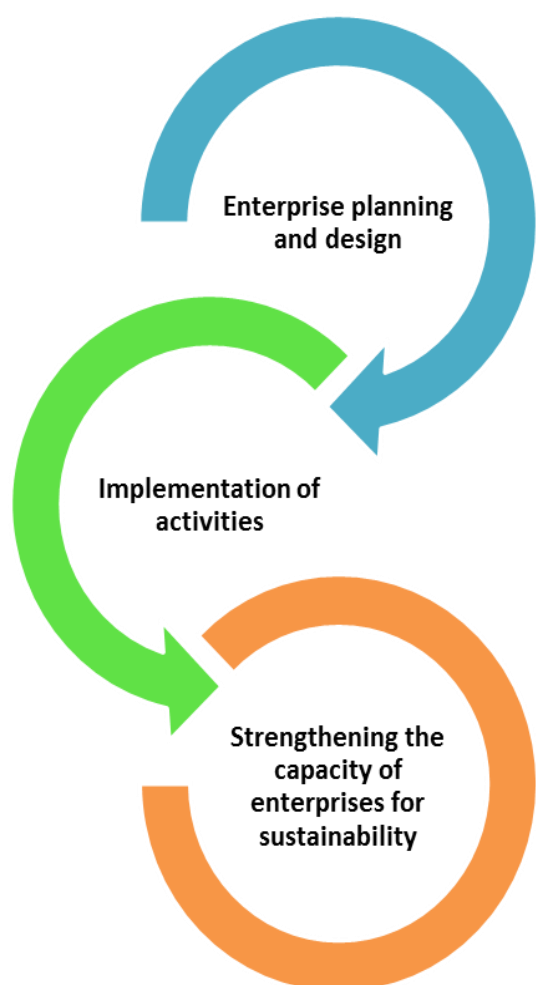 Enterprise planning
and design
Implementation of
activities
Strengthening the
capacity of
enterprises for
sustainability